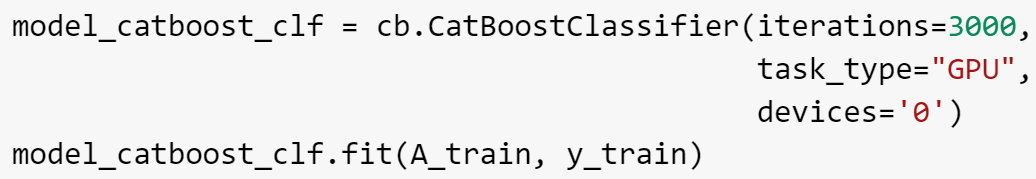 model_catboost_clf = cb.CatBoostClassifier(iterations=3000,
                                           task_type="GPU",
                                           devices='0')
model_catboost_clf.fit(A_train, y_train)